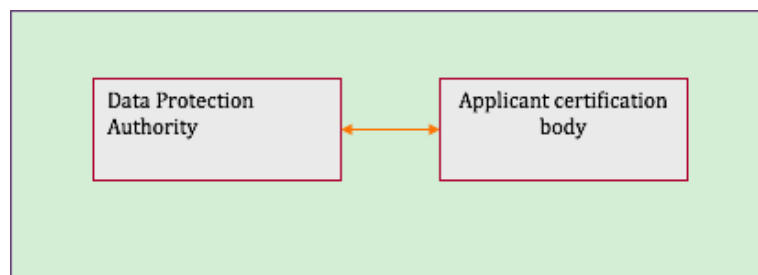 Data Protection
Authority
Applicant certification
body